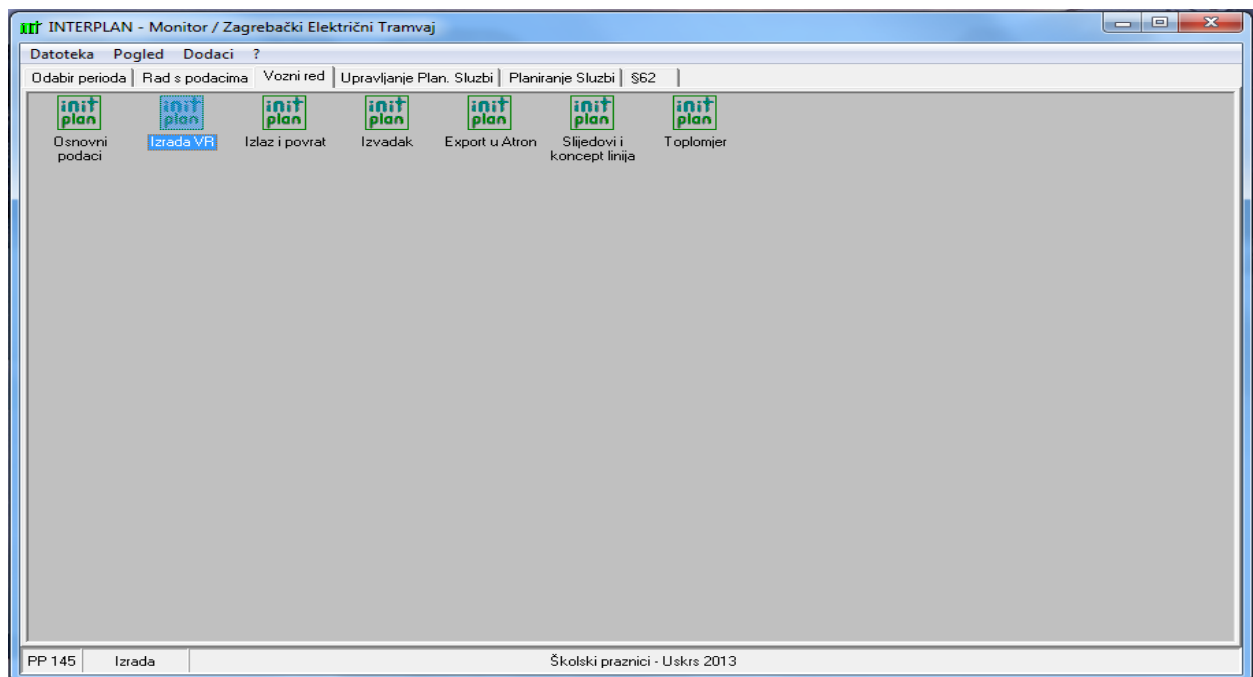 INTERPLAN - Monitor / Zagrebački Električni Tramvaj
Datoteka Pogled Dodaci ?
Odabir perioda Rad s podacima Vozni red Upravljanje Plan. Sluzbi Planiranje Sluzbi §62
init plan init plan init plan init plan init plan init plan init plan
Osnovni podaci
Izrada VR
Izlaz i povrat
Izvadak
Export u Atron
Slijedovi i koncept linija
Toplomjer
PP 145 Izrada Školski praznici - Uskrs 2013